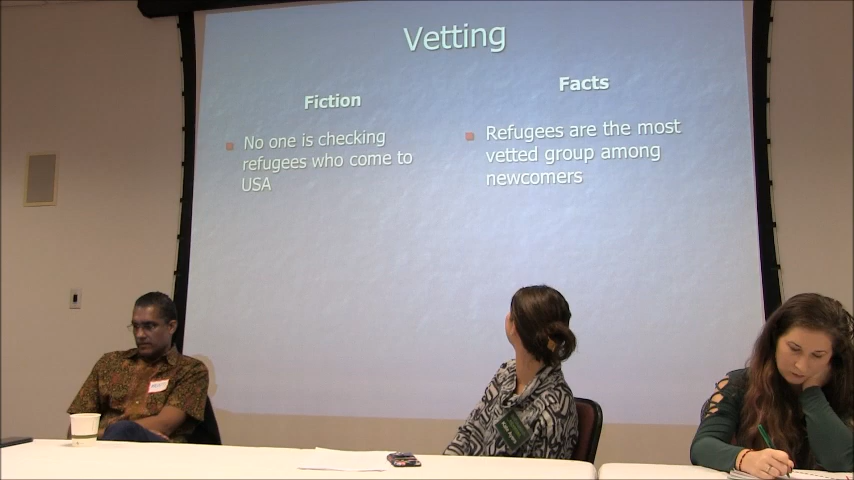 Vetting
Fiction
No one is checking
refugees who come to
USA
Facts
Refugees are the most
vetted group among
newcomers